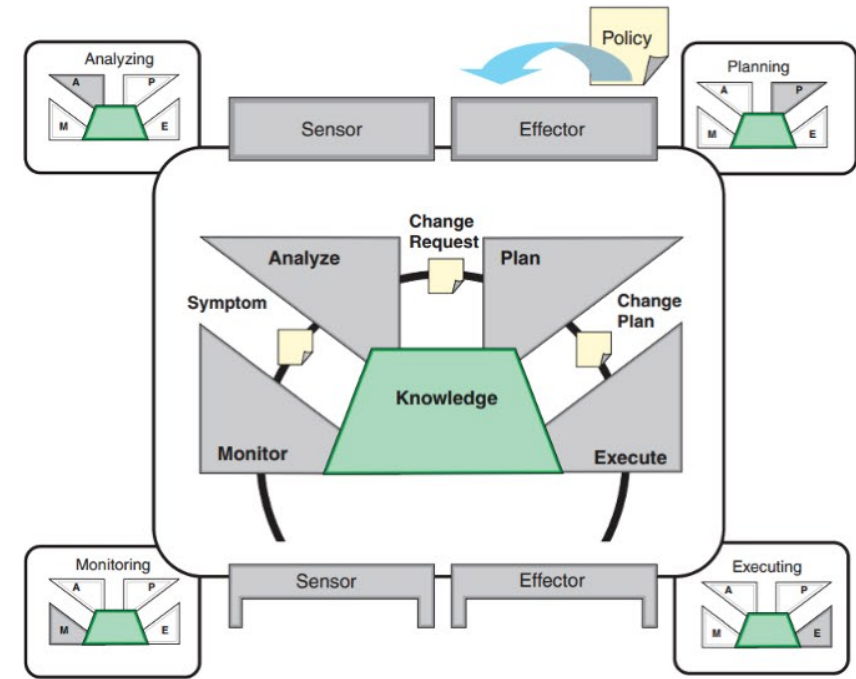 Analyzing
A
P
M
E
Policy
Planning
A
P
M
E
Sensor
Effector
Change
Request
Analyze
Plan
Symptom
Change
Plan
Knowledge
Monitor
Execute
Monitoring
A
P
M
E
Sensor
Effector
Executing
A
P
M
E